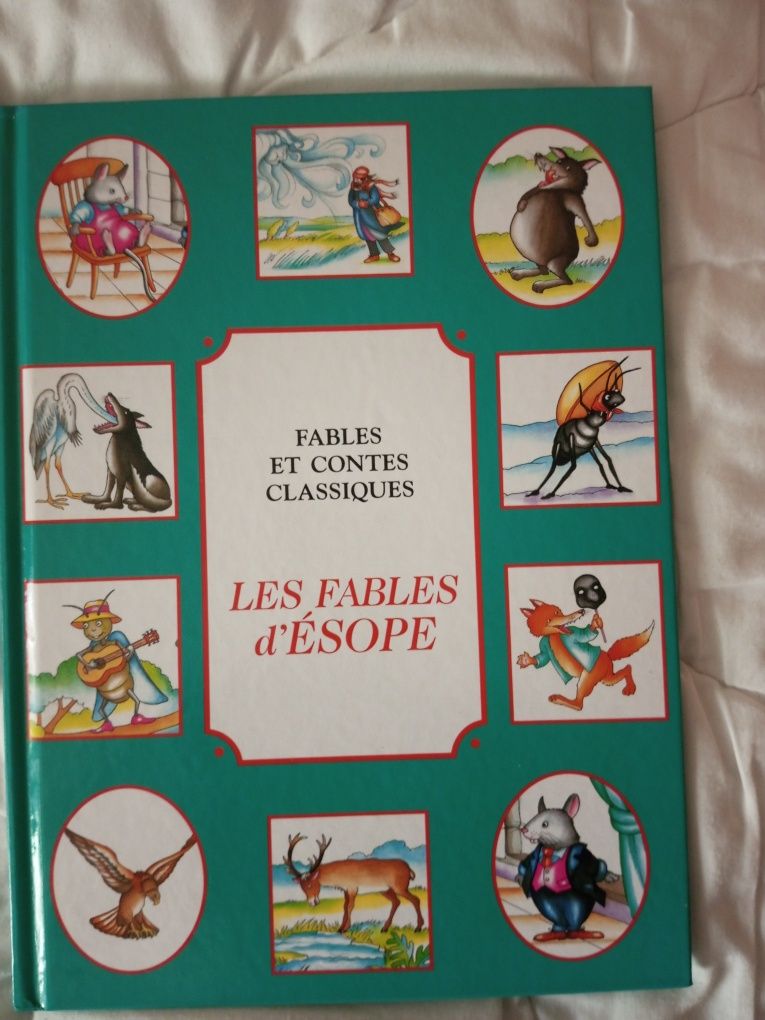 FABLES
ET CONTES
CLASSIQUES
LES FABLES
d'ÉSOPE